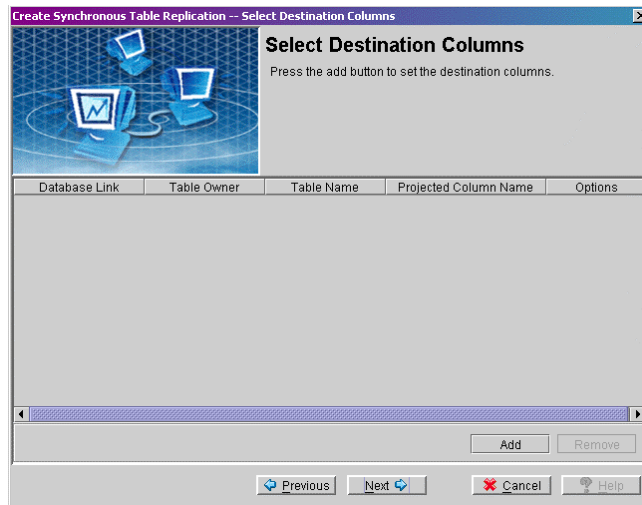 Create Synchronous Table Replication -- Select Destination Columns
Select Destination Columns
Press the add button to set the destination columns.
Database Link Table Owner Table Name Projected Column Name Options
Add Remove
Previous Next Cancel Help